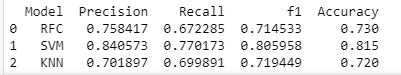 Model Precision Recall f1 Accuracy
0 RFC 0.758417 0.672285 0.714533 0.730
1 SVM 0.840573 0.770173 0.805958 0.815
2 KNN 0.701897 0.699891 0.719449 0.720